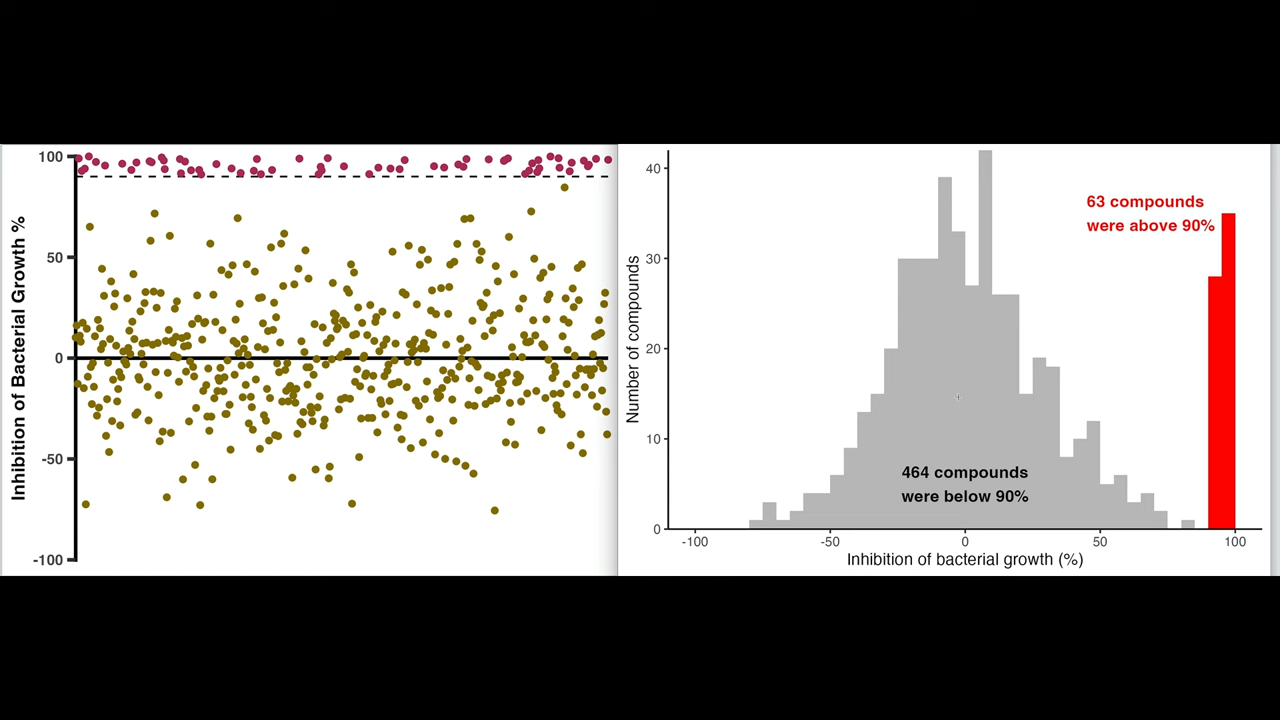 Inhibition of Bacterial Growth %
100
50
0
-50
-100
Number of compounds
40
30
20
10
0
63 compounds
were above 90%
464 compounds
were below 90%
-100
-50
0
50
100
Inhibition of bacterial growth (%)